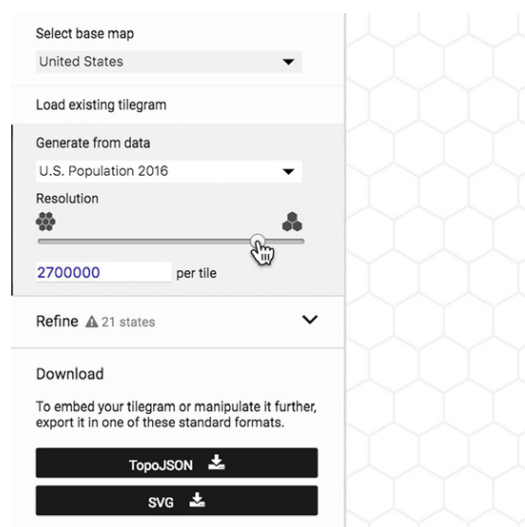 Select base map
United States
Load existing tilegram
Generate from data
U.S. Population 2016
Resolution
2700000 per tile
Refine 21 states
Download
To embed your tilegram or manipulate it further,
export it in one of these standard formats.
TopoJSON
SVG